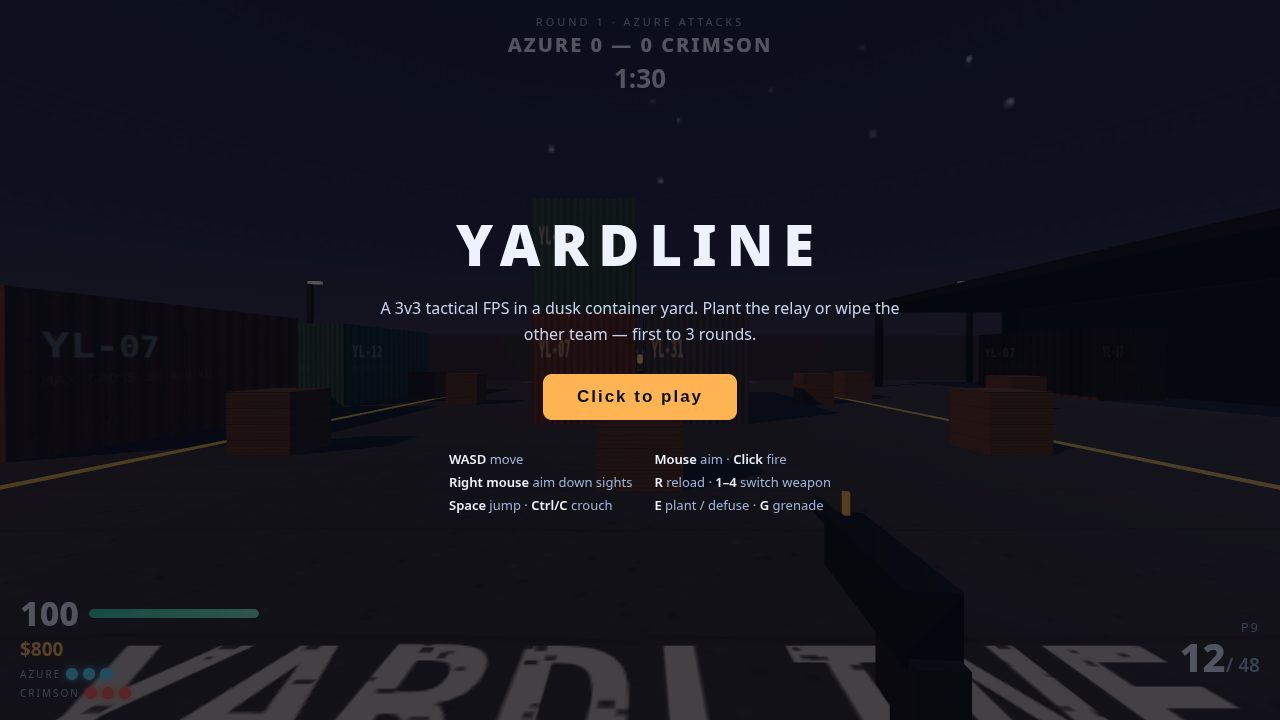 ROUND 1 · AZURE ATTACKS
AZURE 0 — 0 CRIMSON
1:30
YARDLINE
A 3v3 tactical FPS in a dusk container yard. Plant the relay or wipe the
other team — first to 3 rounds.
Click to play
WASD move
Mouse aim · Click fire
Right mouse aim down sights
R reload · 1–4 switch weapon
Space jump · Ctrl/C crouch
E plant / defuse · G grenade
YL-07
YL-12
YL-07
YL-31
YL-07
YL-07
100
$800
AZURE
CRIMSON
P9
12 / 48
YARDLINE